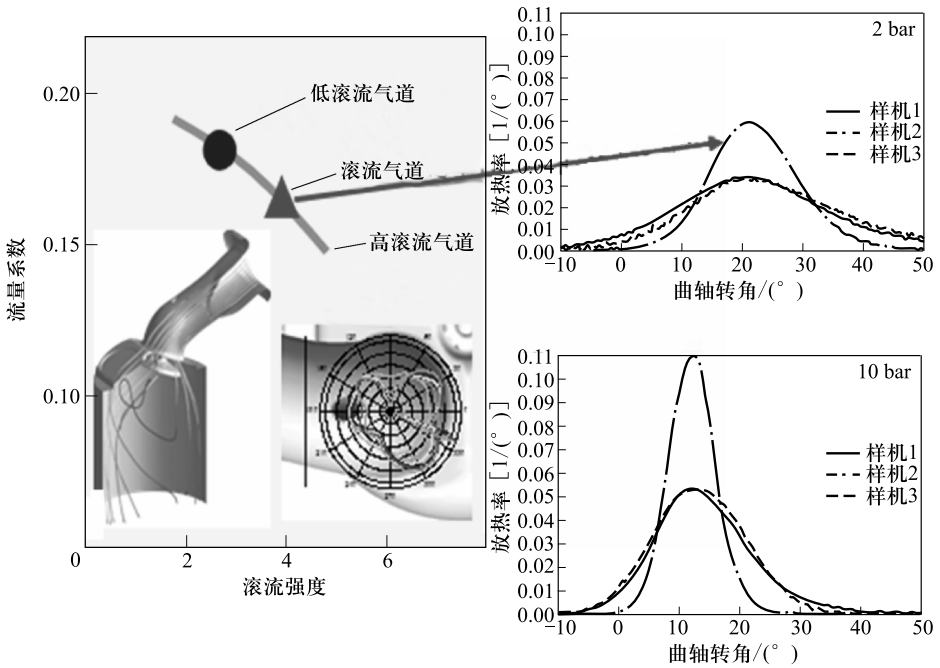 流量系数
0.20
0.15
0.10
0
2
4
6
滚流强度
低滚流气道
滚流气道
高滚流气道
放热率 [1/(°)]
0.11
0.10
0.09
0.08
0.07
0.06
0.05
0.04
0.03
0.02
0.01
0.00
-10
0
10
20
30
40
50
曲轴转角/(°)
2 bar
样机1
样机2
样机3
放热率 [1/(°)]
0.11
0.10
0.09
0.08
0.07
0.06
0.05
0.04
0.03
0.02
0.01
0.00
-10
0
10
20
30
40
50
曲轴转角/(°)
10 bar
样机1
样机2
样机3